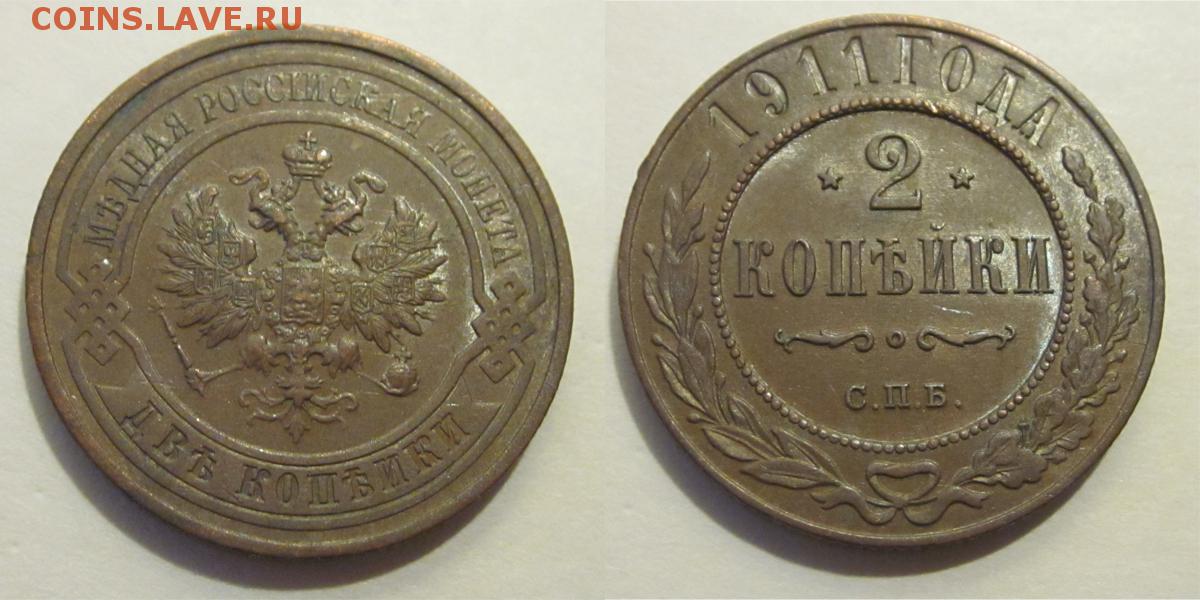 COINS.LAVE.RU
МѢДНАЯ РОССІЙСКАЯ МОНЕТА
ДВѢ КОПѢЙКИ
1911 ГОДА
2
КОПѢЙКИ
С.П.Б.